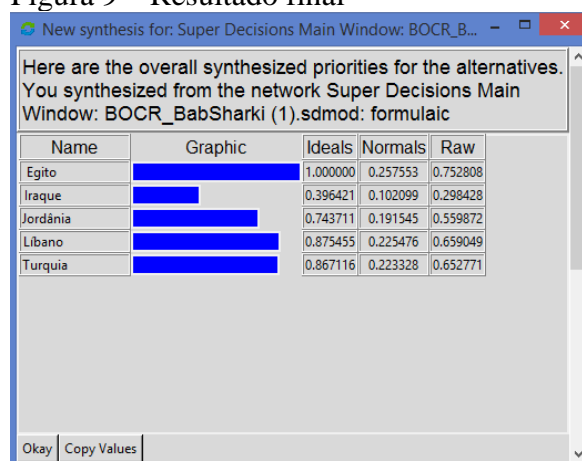 Figura 9 – Resultado final
New synthesis for: Super Decisions Main Window: BOCR_B...
Here are the overall synthesized priorities for the alternatives.
You synthesized from the network Super Decisions Main
Window: BOCR_BabSharki (1).sdmod: formulaic
Name Graphic Ideals Normals Raw
Egito 1.000000 0.257553 0.752808
Iraque 0.396421 0.102099 0.298428
Jordânia 0.743711 0.191545 0.559872
Líbano 0.875455 0.225476 0.659049
Turquia 0.867116 0.223328 0.652771
Okay Copy Values